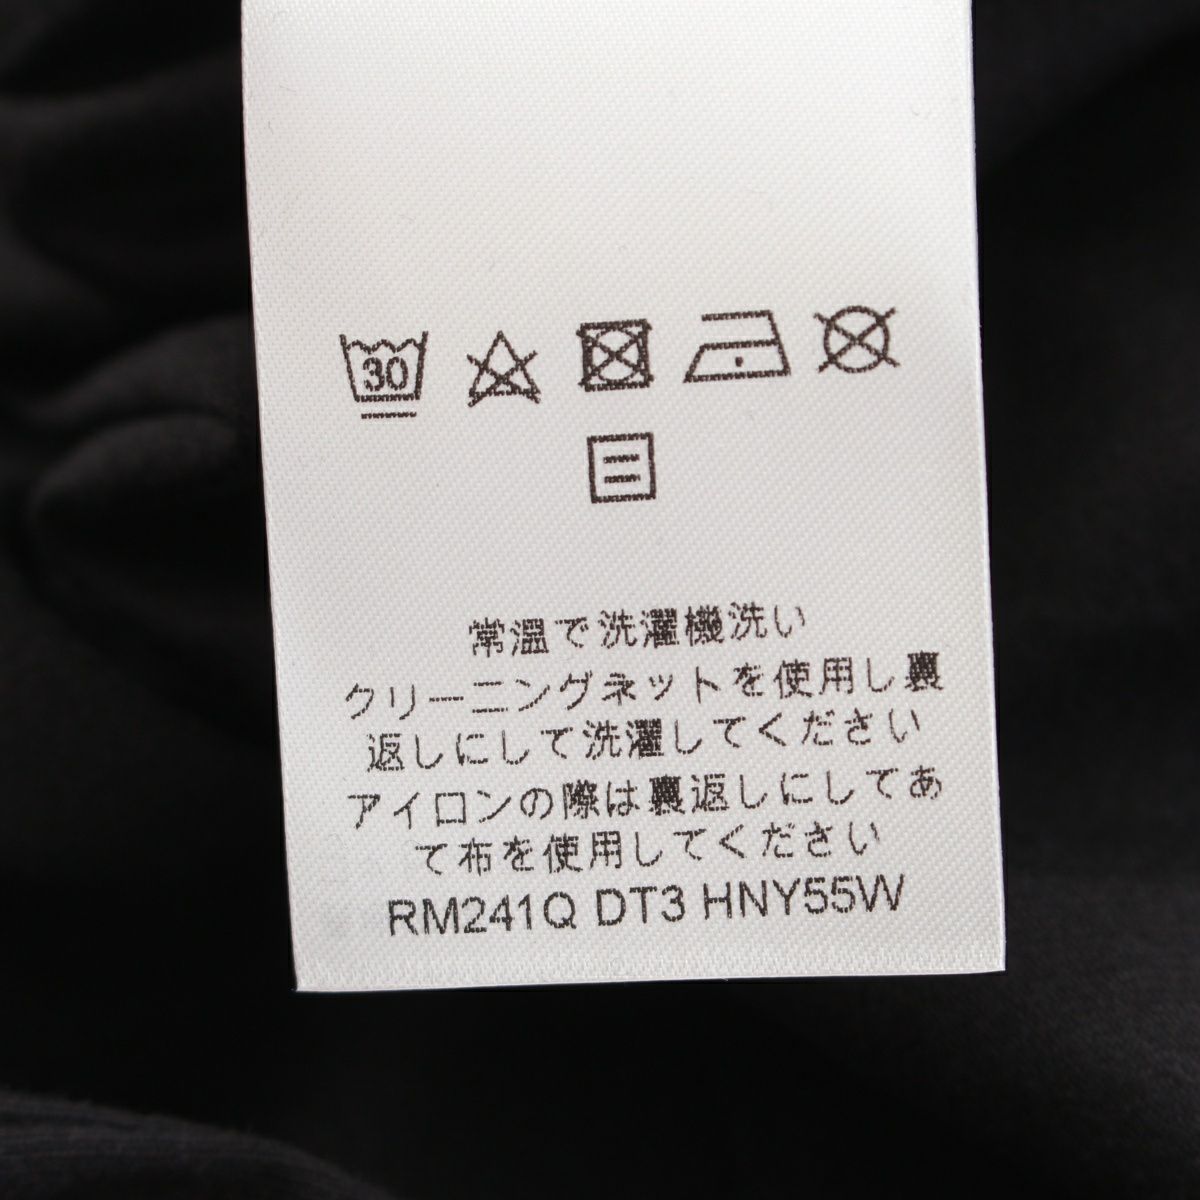 30
常温で洗濯機洗い
クリーニングネットを使用し裏
返しにして洗濯してください
アイロンの際は裏返しにしてあ
て布を使用してください
RM241Q DT3 HNY55W